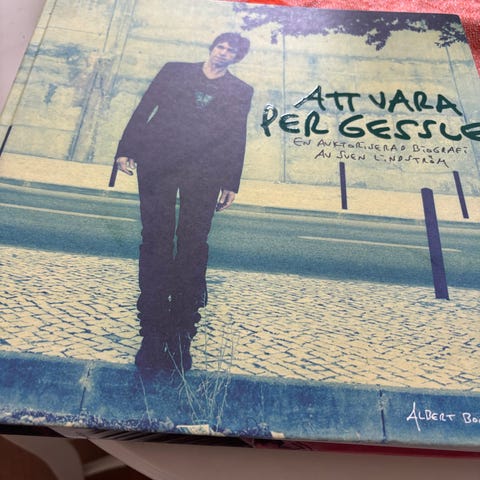 ATT VARA
PER GESSLE
EN AUKTORISERAD BIOGRAFI
AV SVEN LINDSTRÖM
ALBERT